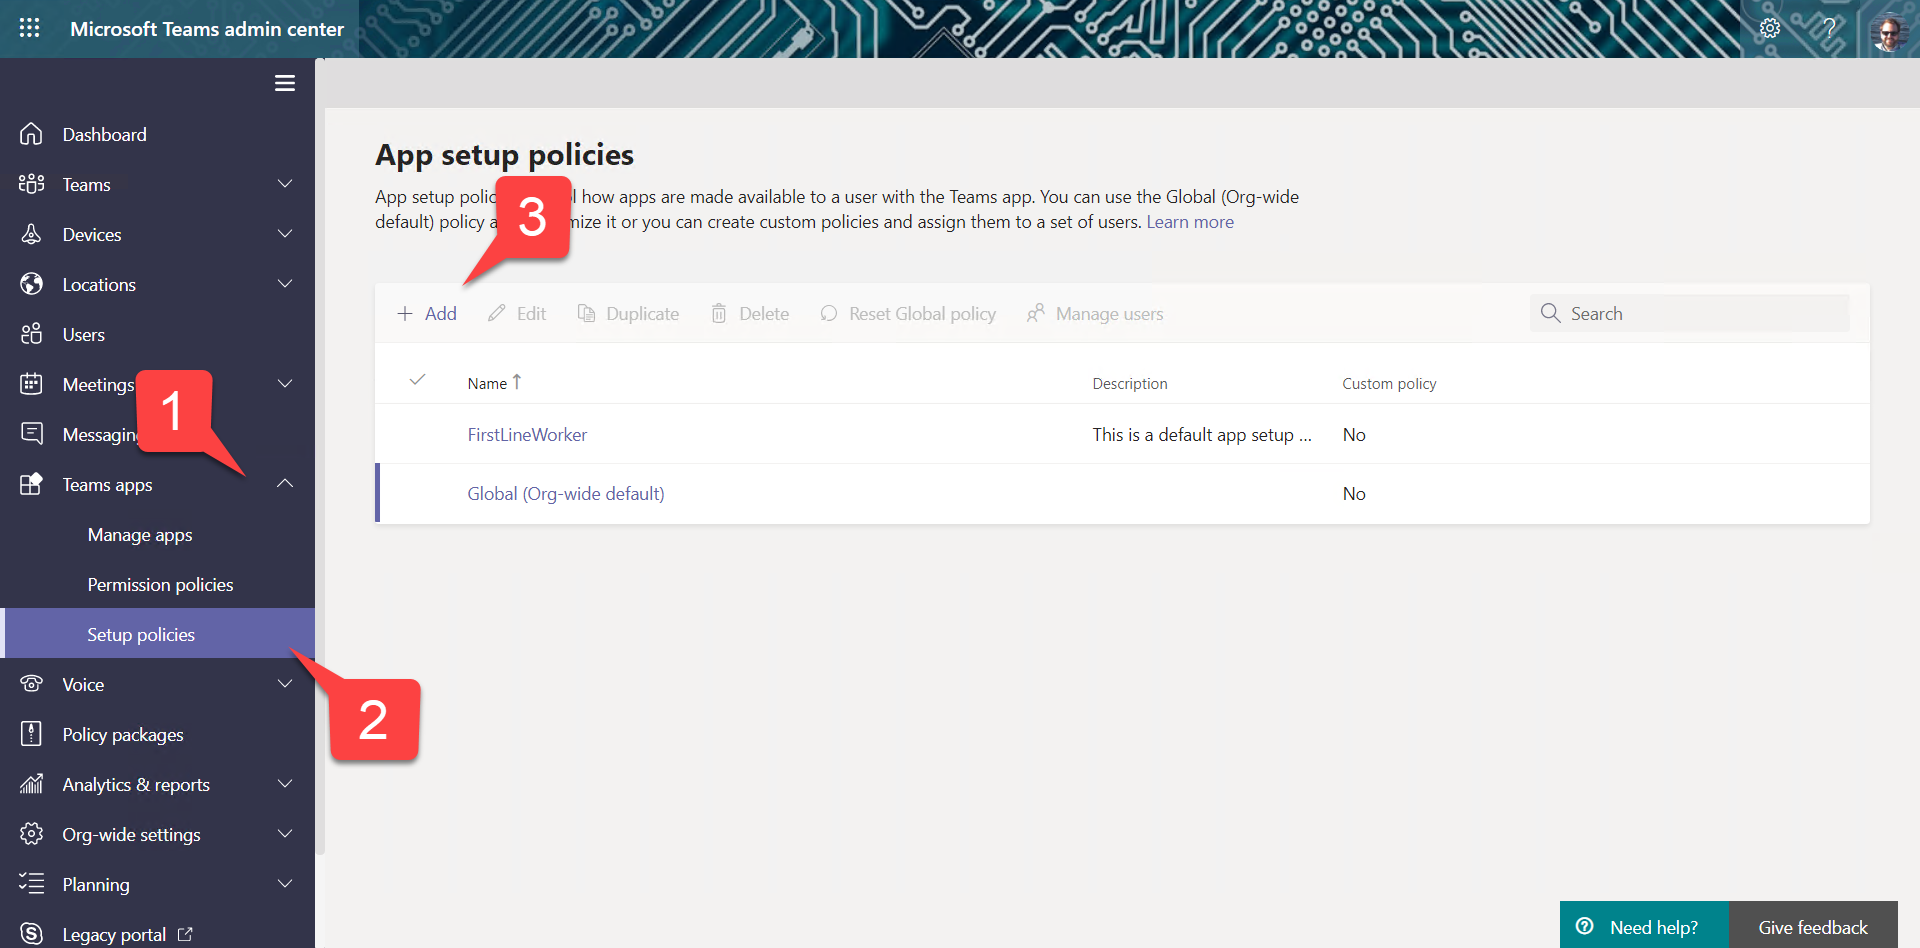 Microsoft Teams admin center
?
Dashboard
Teams
Devices
Locations
Users
Meetings
Messaging
Teams apps
Manage apps
Permission policies
Setup policies
Voice
Policy packages
Analytics & reports
Org-wide settings
Planning
Legacy portal
1
2
3
App setup policies
App setup polic l how apps are made available to a user with the Teams app. You can use the Global (Org-wide
default) policy a mize it or you can create custom policies and assign them to a set of users. Learn more
+ Add Edit Duplicate Delete Reset Global policy Manage users Search
Name ↑ Description Custom policy
FirstLineWorker This is a default app setup ... No
Global (Org-wide default) No
Need help? Give feedback